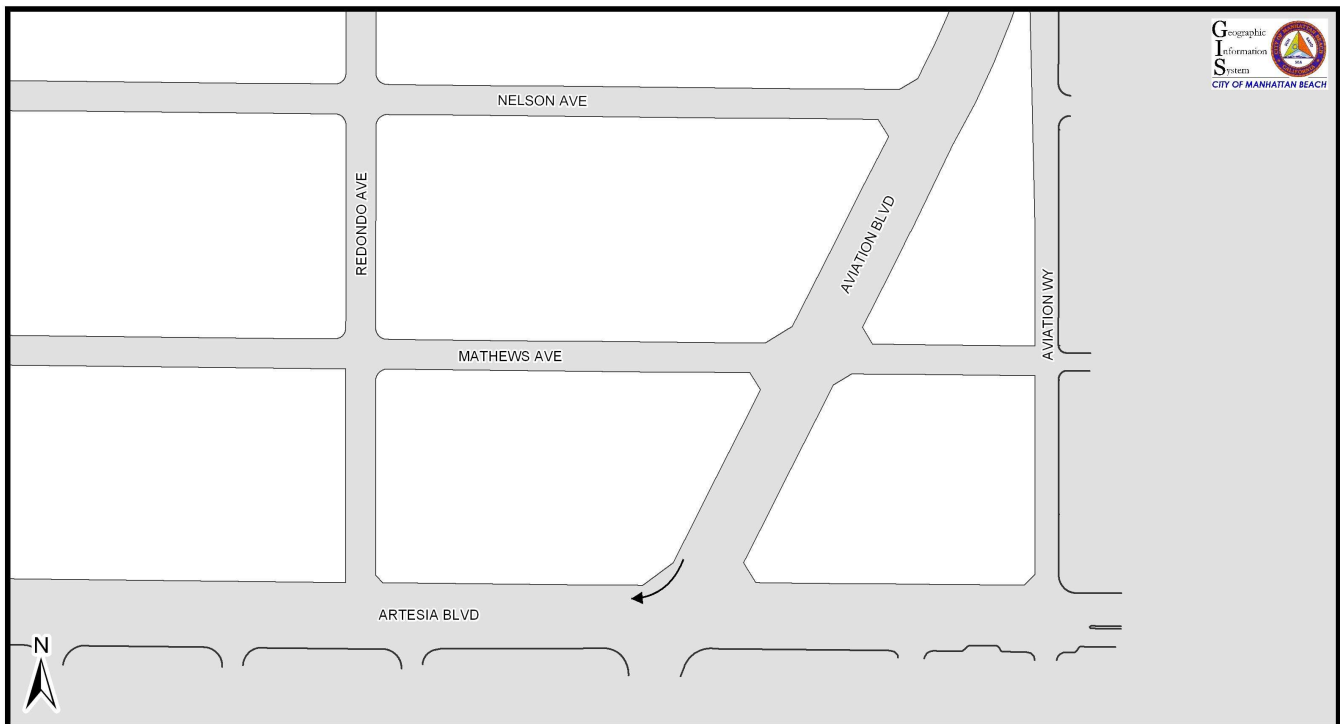 Geographic
Information
System
CITY OF MANHATTAN BEACH
NELSON AVE
REDONDO AVE
AVIATION BLVD
AVIATION WY
MATHEWS AVE
ARTESIA BLVD
N